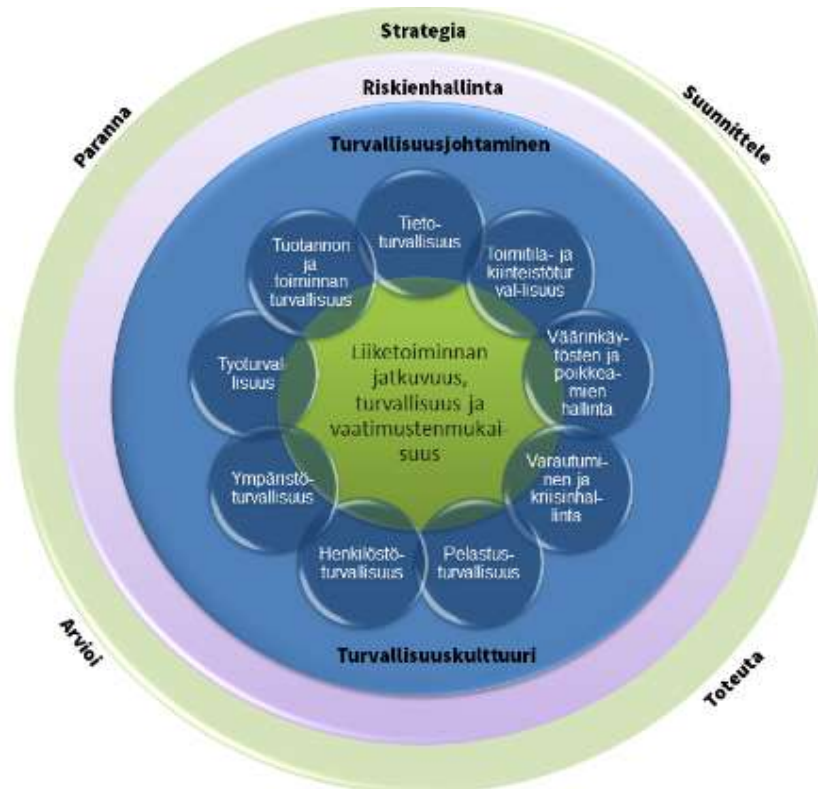 Strategia
Riskienhallinta
Turvallisuusjohtaminen
Paranna
Suunnittele
Tieto-
turvallisuus
Toimitila- ja
kiinteistötur
val-lisuus
Väärinkäy-
tösten ja
poikkea-
mien
hallinta
Varautumi-
nen ja
kriisinhal-
linta
Pelastus-
turvallisuus
Henkilöstö-
turvallisuus
Ympäristö-
turvallisuus
Työturval-
lisuus
Tuotannon
ja
toiminnan
turvallisuus
Liiketoiminnan
jatkuvuus,
turvallisuus ja
vaatimustenmukai-
suus
Turvallisuuskulttuuri
Arvioi
Toteuta